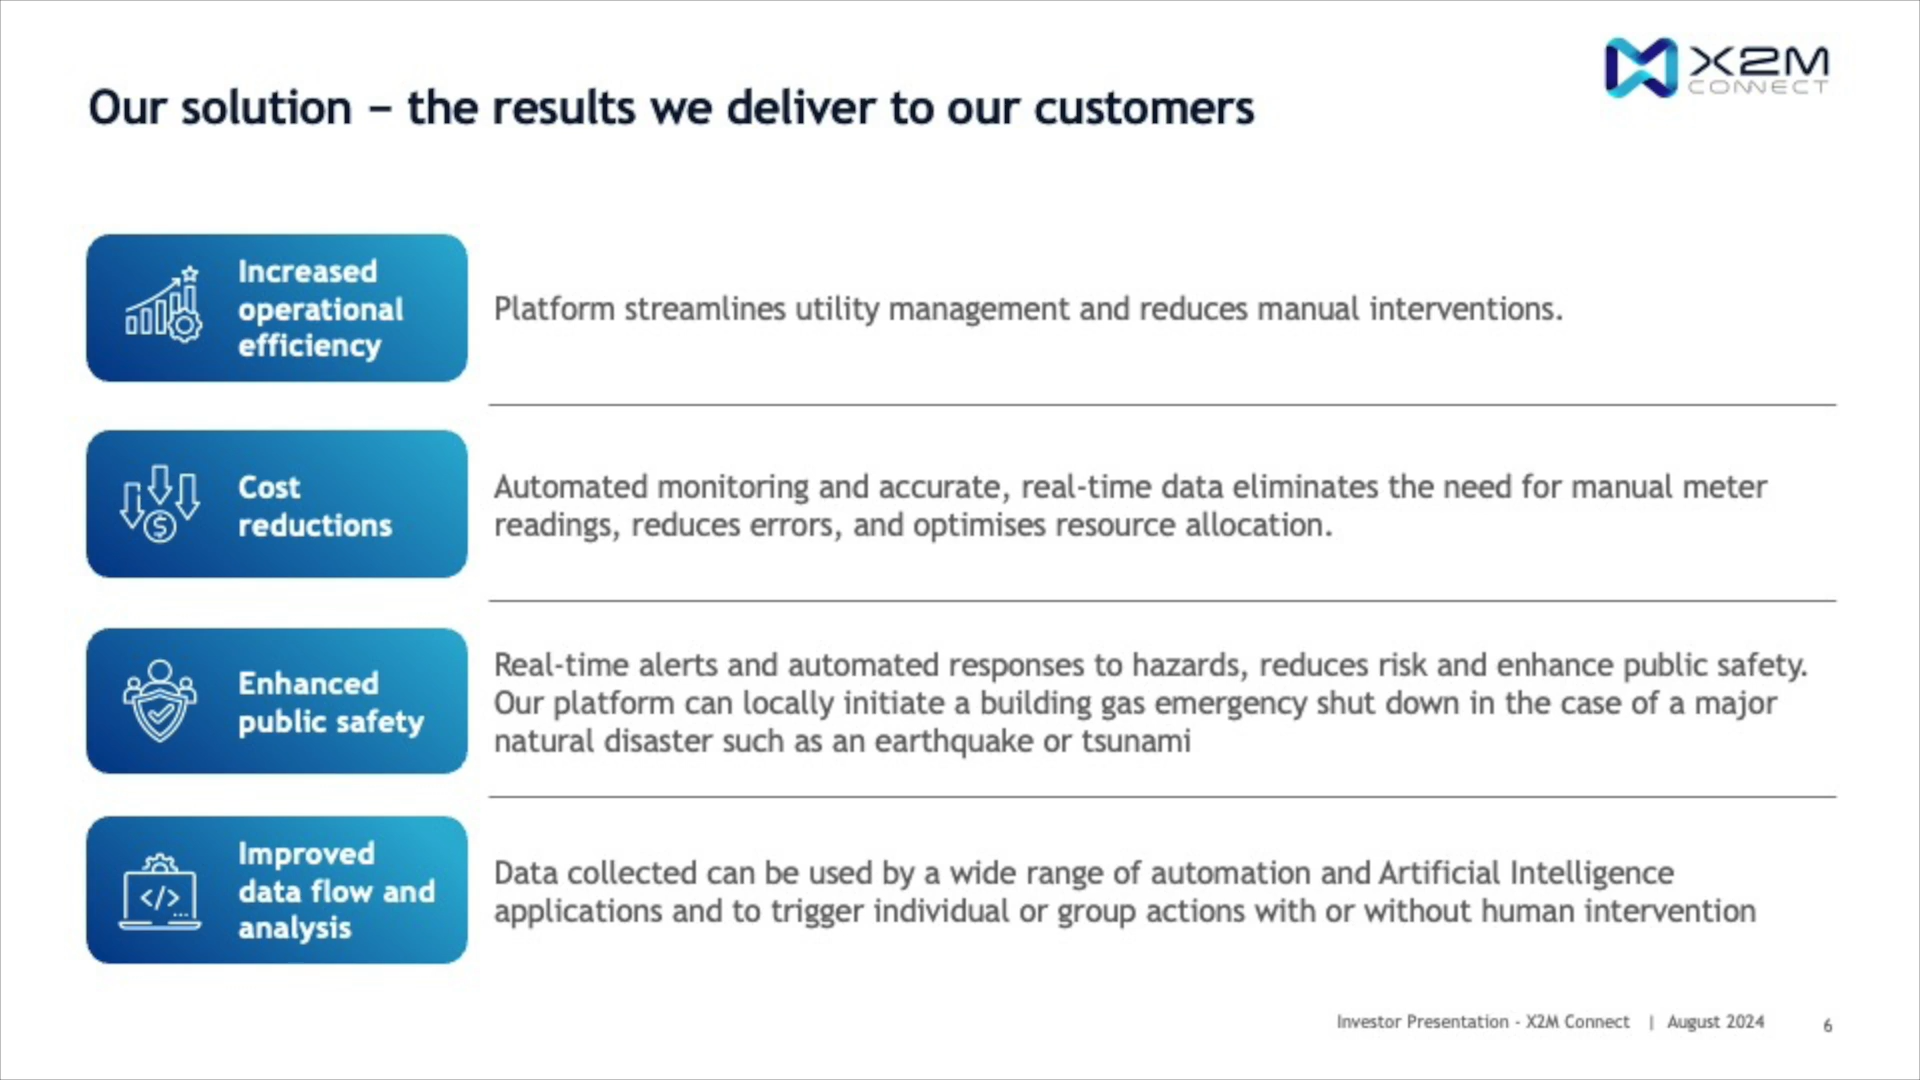 X2M
CONNECT
Our solution – the results we deliver to our customers
Increased
operational
efficiency
Platform streamlines utility management and reduces manual interventions.
Cost
reductions
Automated monitoring and accurate, real-time data eliminates the need for manual meter
readings, reduces errors, and optimises resource allocation.
Enhanced
public safety
Real-time alerts and automated responses to hazards, reduces risk and enhance public safety.
Our platform can locally initiate a building gas emergency shut down in the case of a major
natural disaster such as an earthquake or tsunami
Improved
data flow and
analysis
Data collected can be used by a wide range of automation and Artificial Intelligence
applications and to trigger individual or group actions with or without human intervention
Investor Presentation - X2M Connect | August 2024 6